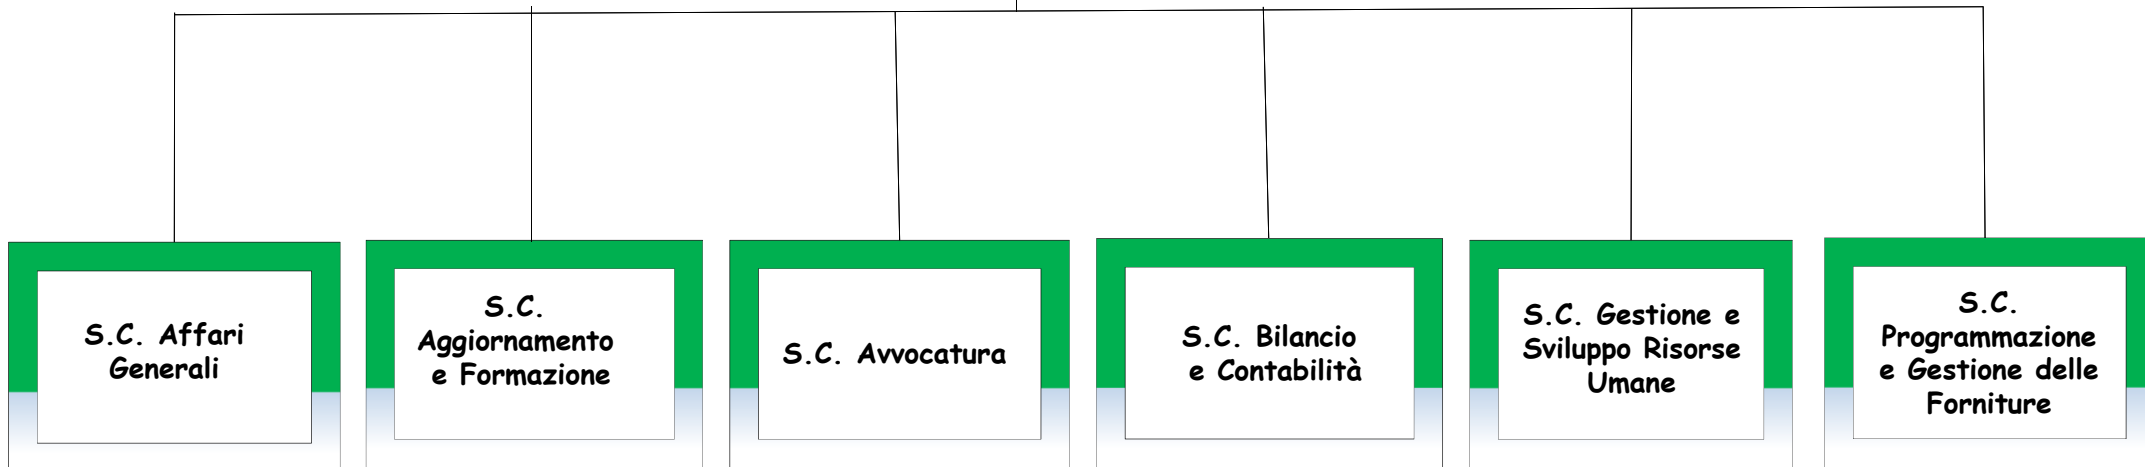 S.C. Affari
Generali
S.C.
Aggiornamento
e Formazione
S.C. Avvocatura
S.C. Bilancio
e Contabilità
S.C. Gestione e
Sviluppo Risorse
Umane
S.C.
Programmazione
e Gestione delle
Forniture